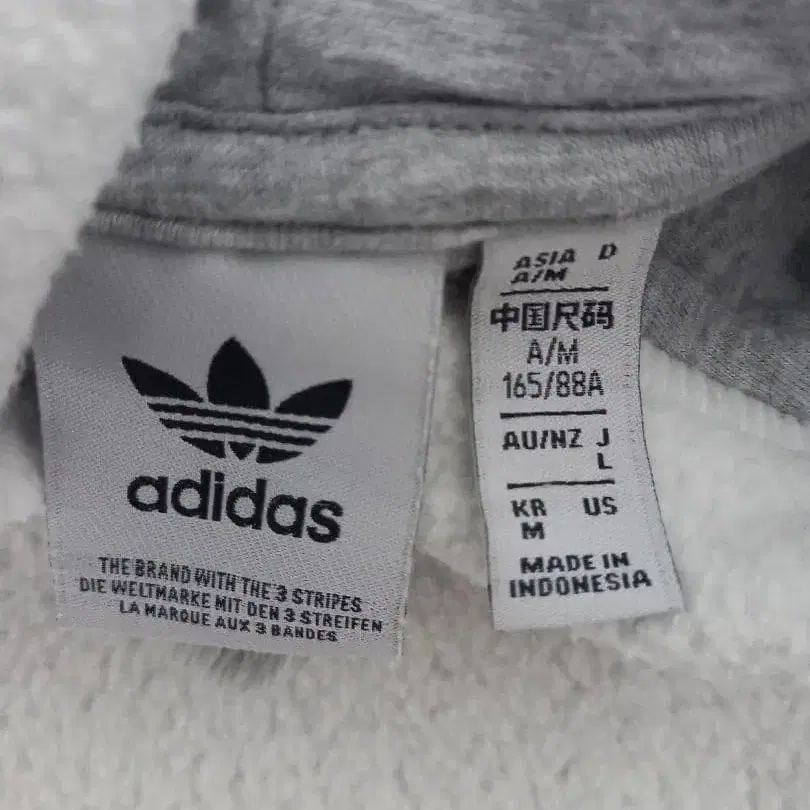 adidas
THE BRAND WITH THE 3 STRIPES
DIE WELTMARKE MIT DEN 3 STREIFEN
LA MARQUE AUX 3 BANDES
ASIA D
A/M
中国尺码
A/M
165/88A
AU/NZ J
L
KR US
M
MADE IN
INDONESIA